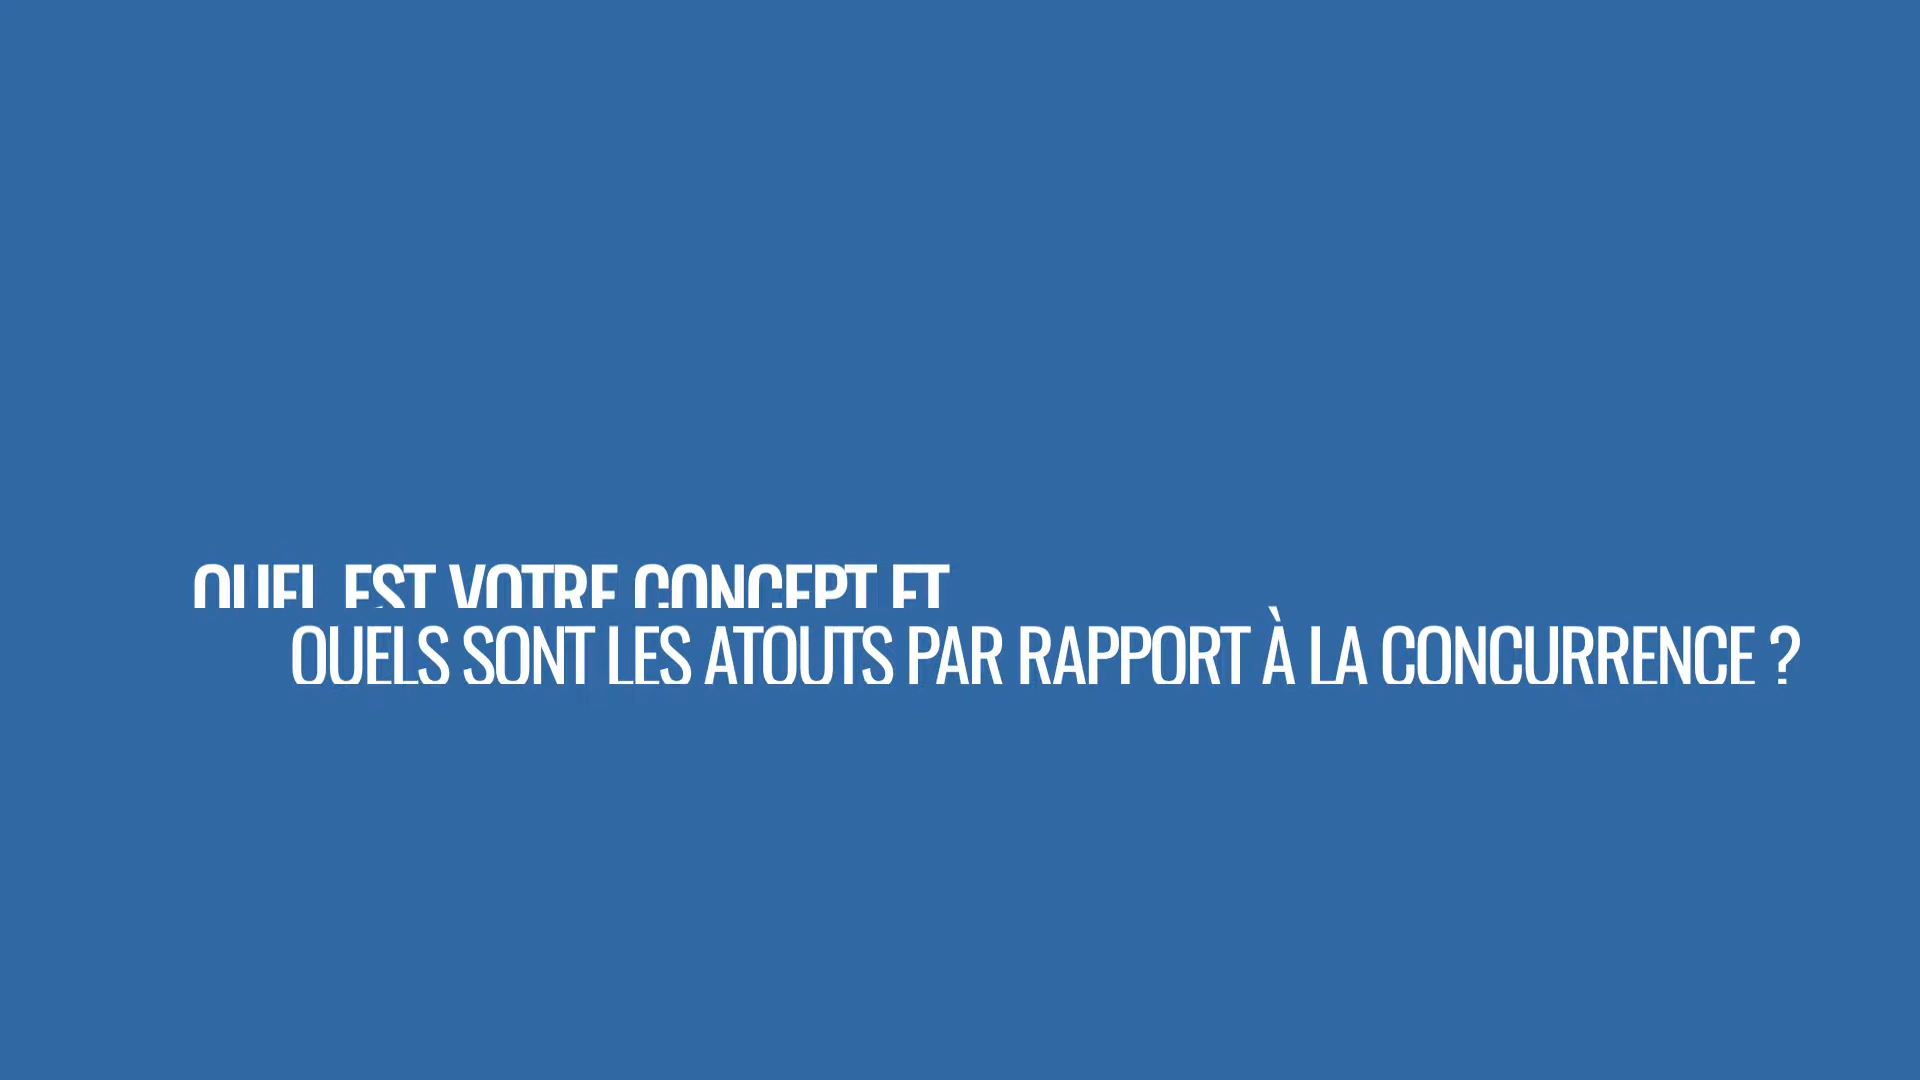 QUEL EST VOTRE CONCEPT ET
QUELS SONT LES ATOUTS PAR RAPPORT À LA CONCURRENCE ?